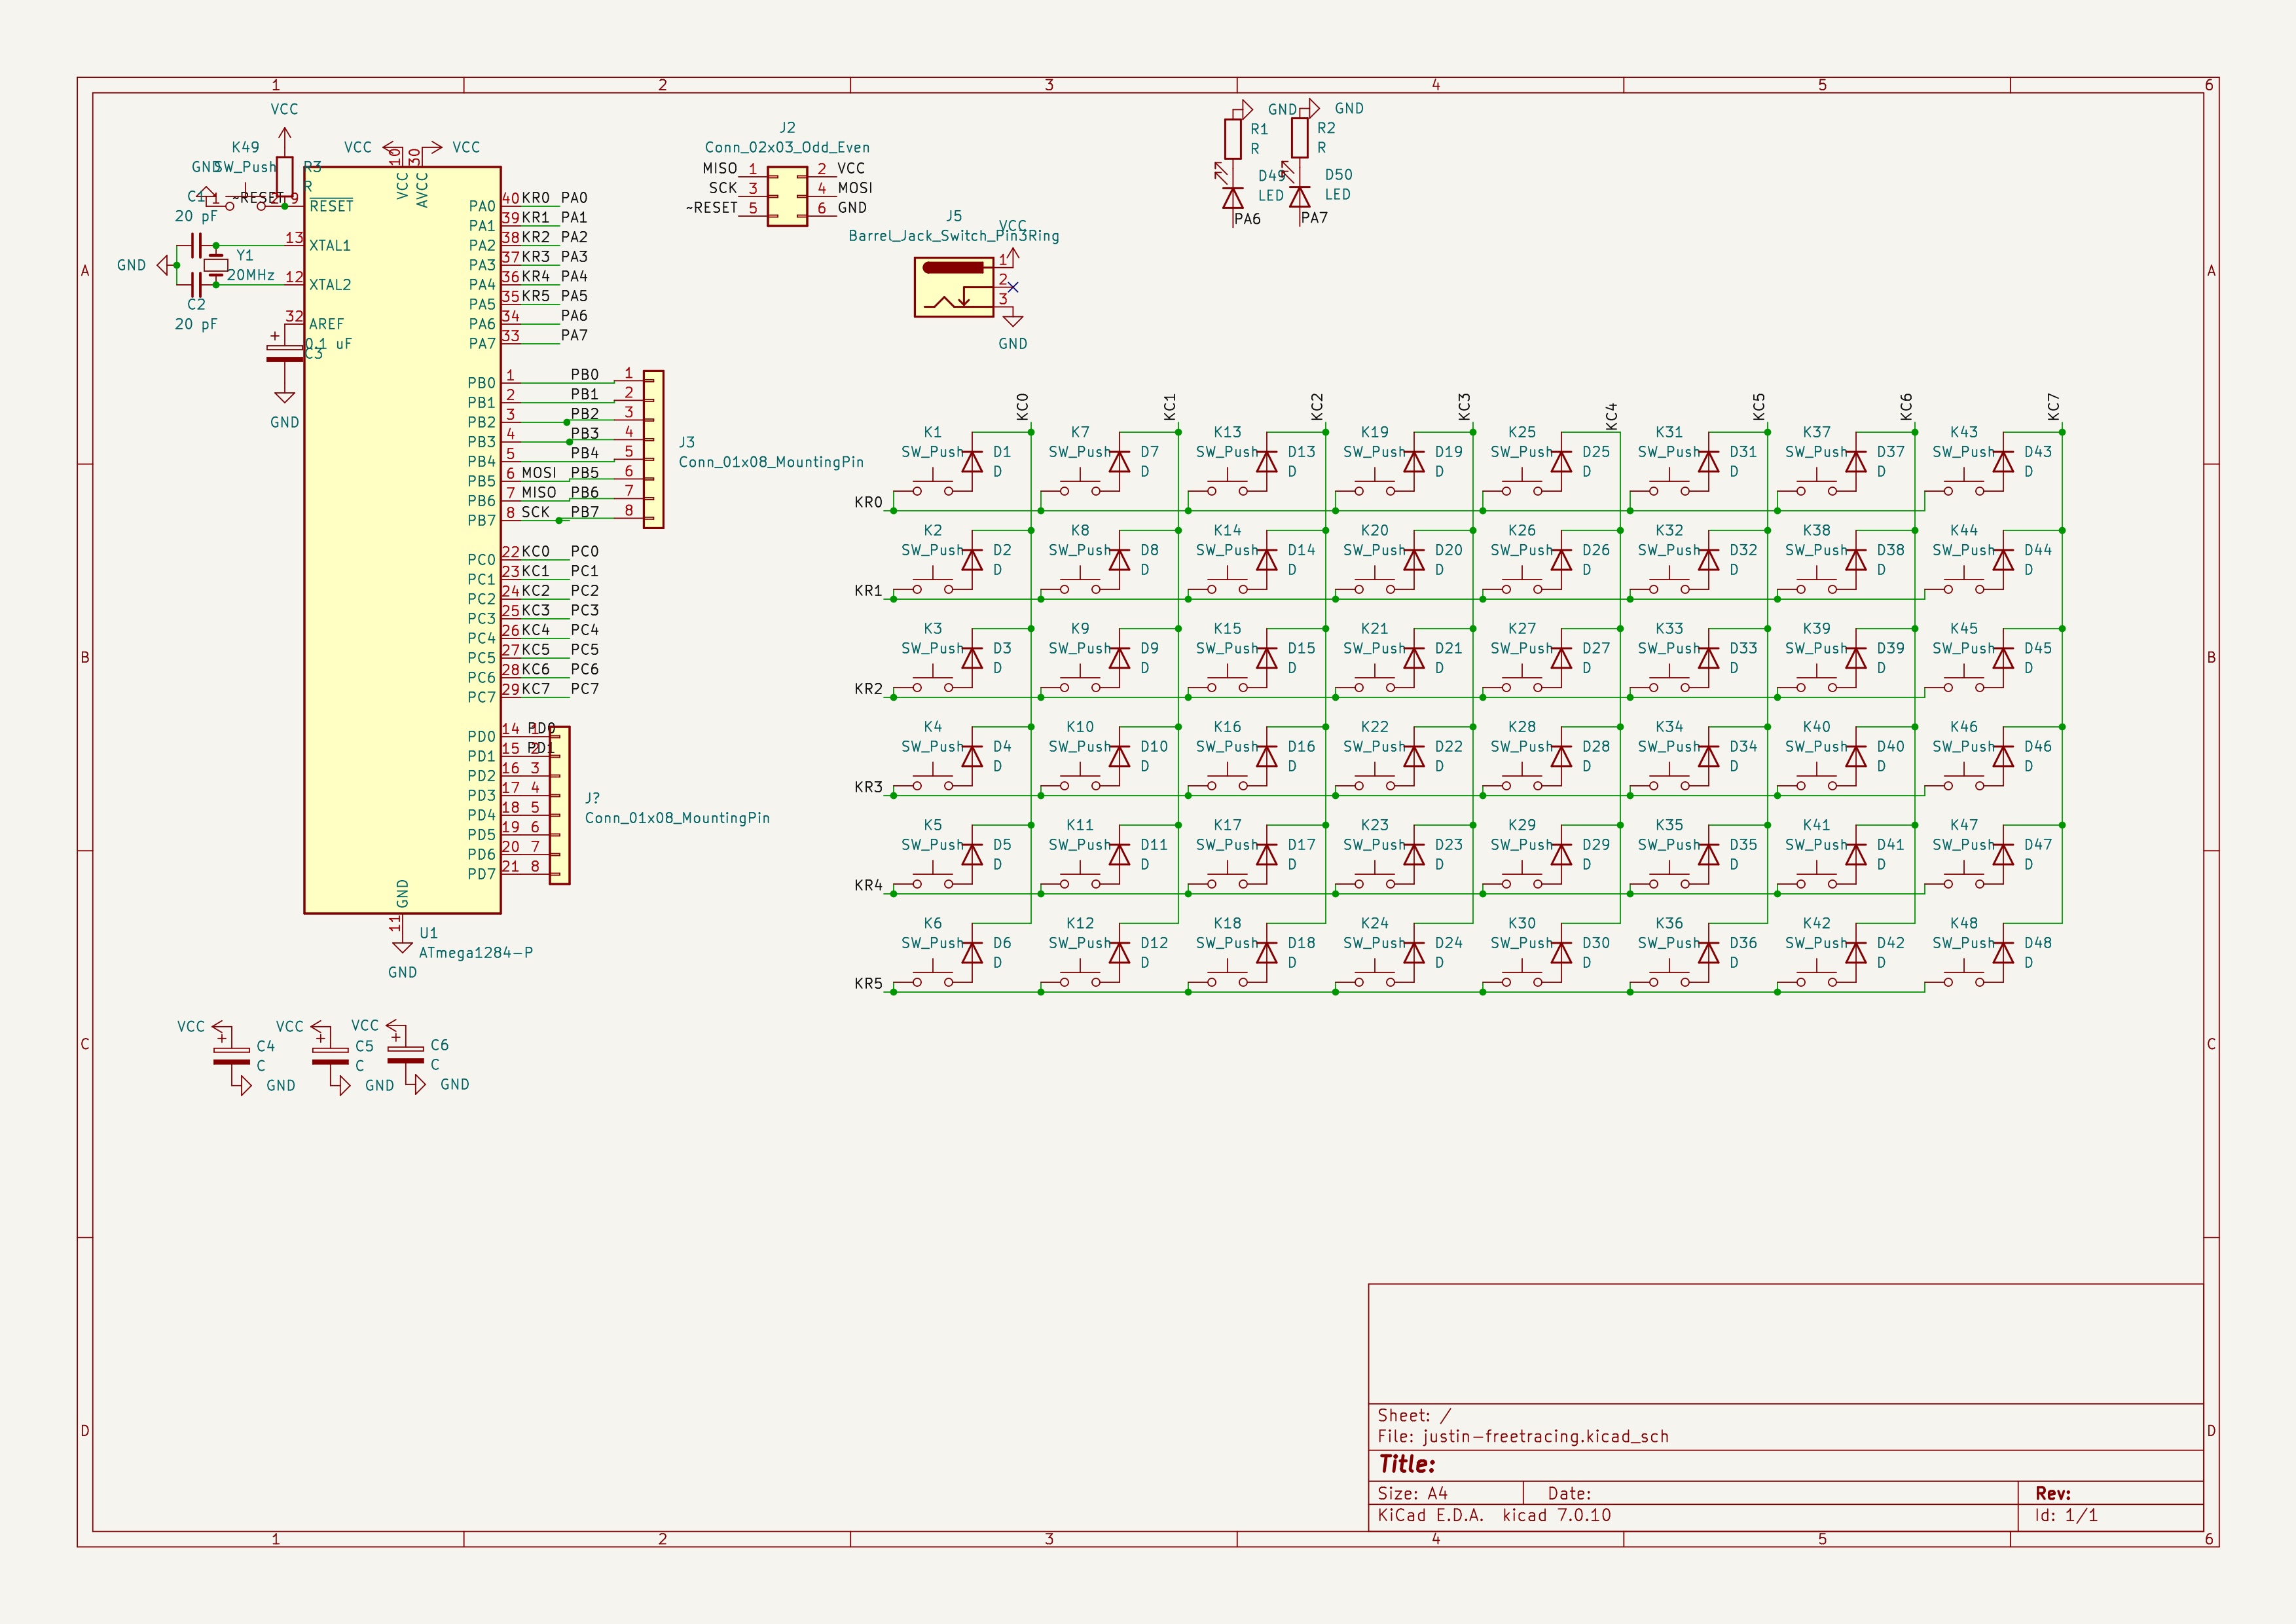 1 2 3 4 5 6
VCC
K49
SW_Push
GND
R3
R
~RESET
1
2
9
RESET
VCC
10
VCC
30
VCC
AVCC
C1
20 pF
13
XTAL1
Y1
20MHz
GND
12
XTAL2
C2
20 pF
32
AREF
0.1 uF
C3
GND
PA0 40 KR0 PA0
PA1 39 KR1 PA1
PA2 38 KR2 PA2
PA3 37 KR3 PA3
PA4 36 KR4 PA4
PA5 35 KR5 PA5
PA6 34 PA6
PA7 33 PA7
PB0 1 PB0 1
PB1 2 PB1 2
PB2 3 PB2 3
PB3 4 PB3 4
PB4 5 PB4 5
PB5 6 MOSI PB5 6
PB6 7 MISO PB6 7
PB7 8 SCK PB7 8
J3
Conn_01x08_MountingPin
PC0 22 KC0 PC0
PC1 23 KC1 PC1
PC2 24 KC2 PC2
PC3 25 KC3 PC3
PC4 26 KC4 PC4
PC5 27 KC5 PC5
PC6 28 KC6 PC6
PC7 29 KC7 PC7
PD0 14 PD0 1
PD1 15 PD1 2
PD2 16 3
PD3 17 4
PD4 18 5
PD5 19 6
PD6 20 7
PD7 21 8
J?
Conn_01x08_MountingPin
GND
11
U1
ATmega1284-P
GND
VCC C4
C
GND
VCC C5
C
GND
VCC C6
C
GND
J2
Conn_02x03_Odd_Even
MISO 1 2 VCC
SCK 3 4 MOSI
~RESET 5 6 GND
J5
Barrel_Jack_Switch_Pin3Ring
VCC
1
2
3
GND
GND
R1
R
D49
LED
PA6
GND
R2
R
D50
LED
PA7
KC0 KC1 KC2 KC3 KC4 KC5 KC6 KC7
K1 K7 K13 K19 K25 K31 K37 K43
SW_Push D1 SW_Push D7 SW_Push D13 SW_Push D19 SW_Push D25 SW_Push D31 SW_Push D37 SW_Push D43
D D D D D D D D
KR0
K2 K8 K14 K20 K26 K32 K38 K44
SW_Push D2 SW_Push D8 SW_Push D14 SW_Push D20 SW_Push D26 SW_Push D32 SW_Push D38 SW_Push D44
D D D D D D D D
KR1
K3 K9 K15 K21 K27 K33 K39 K45
SW_Push D3 SW_Push D9 SW_Push D15 SW_Push D21 SW_Push D27 SW_Push D33 SW_Push D39 SW_Push D45
D D D D D D D D
KR2
K4 K10 K16 K22 K28 K34 K40 K46
SW_Push D4 SW_Push D10 SW_Push D16 SW_Push D22 SW_Push D28 SW_Push D34 SW_Push D40 SW_Push D46
D D D D D D D D
KR3
K5 K11 K17 K23 K29 K35 K41 K47
SW_Push D5 SW_Push D11 SW_Push D17 SW_Push D23 SW_Push D29 SW_Push D35 SW_Push D41 SW_Push D47
D D D D D D D D
KR4
K6 K12 K18 K24 K30 K36 K42 K48
SW_Push D6 SW_Push D12 SW_Push D18 SW_Push D24 SW_Push D30 SW_Push D36 SW_Push D42 SW_Push D48
D D D D D D D D
KR5
A A
B B
C C
D D
Sheet: /
File: justin-freetracing.kicad_sch
Title:
Size: A4 Date: Rev:
KiCad E.D.A. kicad 7.0.10 Id: 1/1
1 2 3 4 5 6